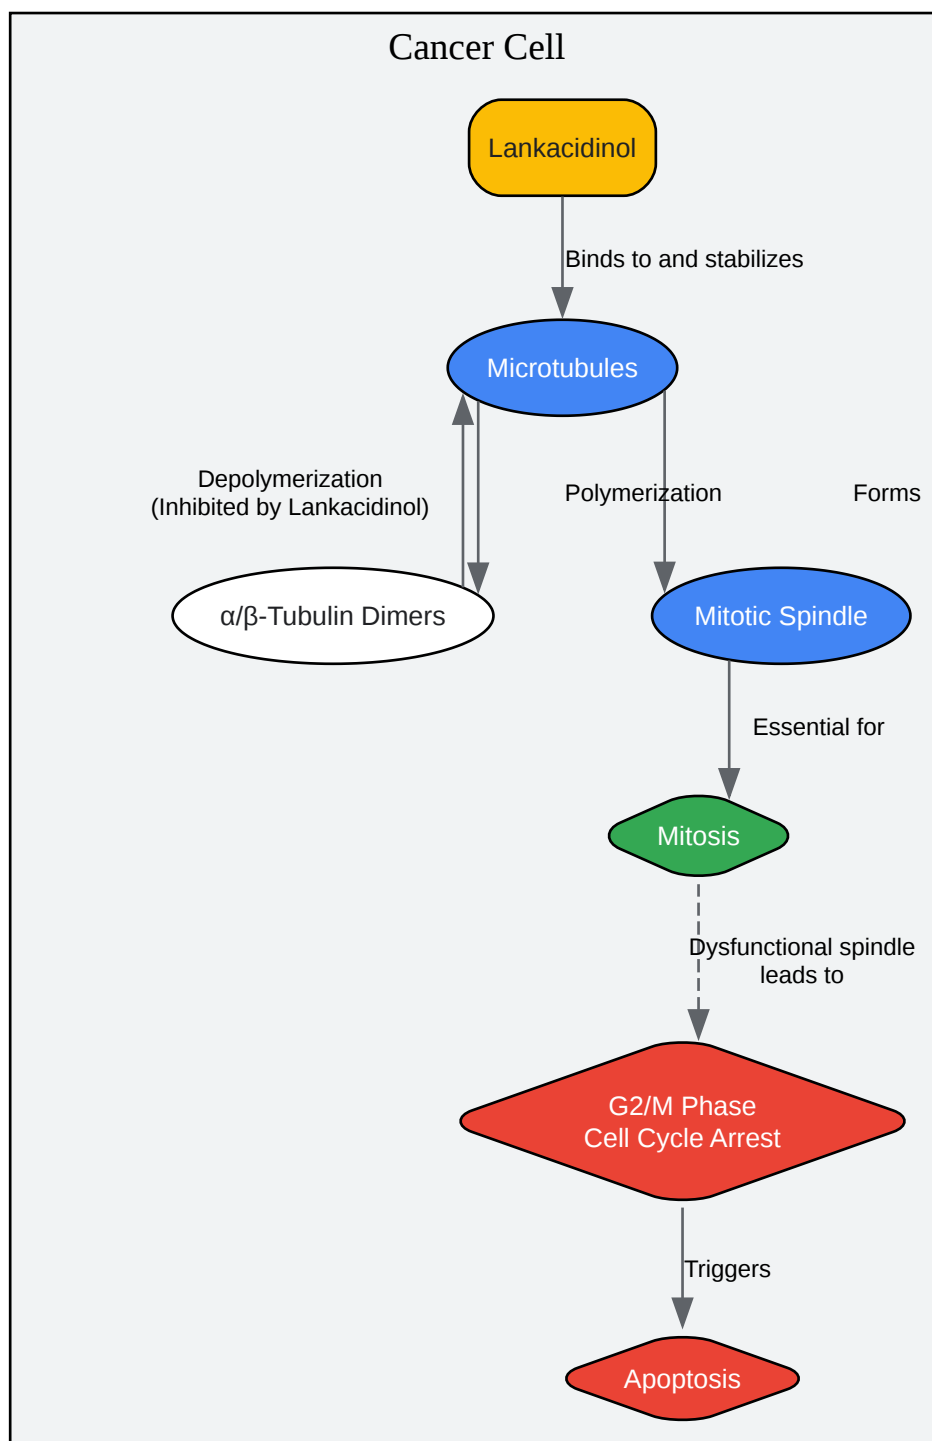 Cancer Cell
Lankacidinol
Binds to and stabilizes
Microtubules
Depolymerization
(Inhibited by Lankacidinol)
Polymerization
Forms
α/β-Tubulin Dimers
Mitotic Spindle
Essential for
Mitosis
Dysfunctional spindle
leads to
G2/M Phase
Cell Cycle Arrest
Triggers
Apoptosis